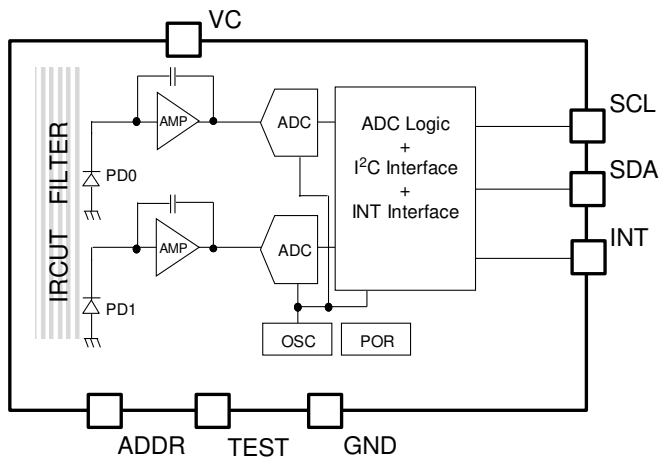 VC
IRCUT FILTER
AMP
ADC
PD0
AMP
ADC
PD1
ADC Logic
+
I²C Interface
+
INT Interface
OSC
POR
SCL
SDA
INT
ADDR
TEST
GND